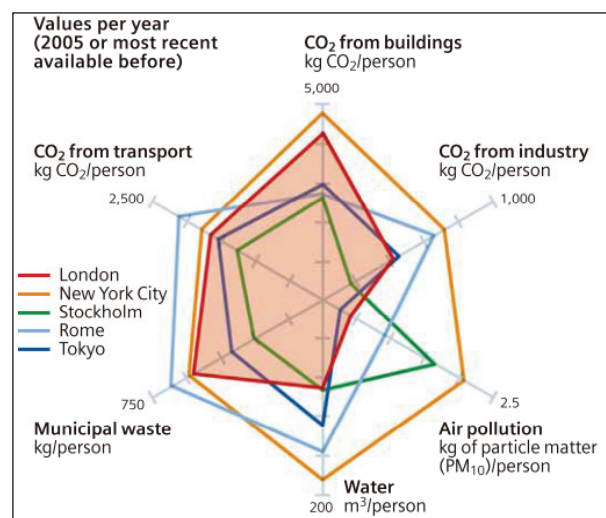 Values per year
(2005 or most recent
available before)
CO₂ from buildings
kg CO₂/person
5,000
CO₂ from transport
kg CO₂/person
2,500
CO₂ from industry
kg CO₂/person
1,000
London
New York City
Stockholm
Rome
Tokyo
750
Municipal waste
kg/person
2.5
Air pollution
kg of particle matter
(PM₁₀)/person
Water
m³/person
200